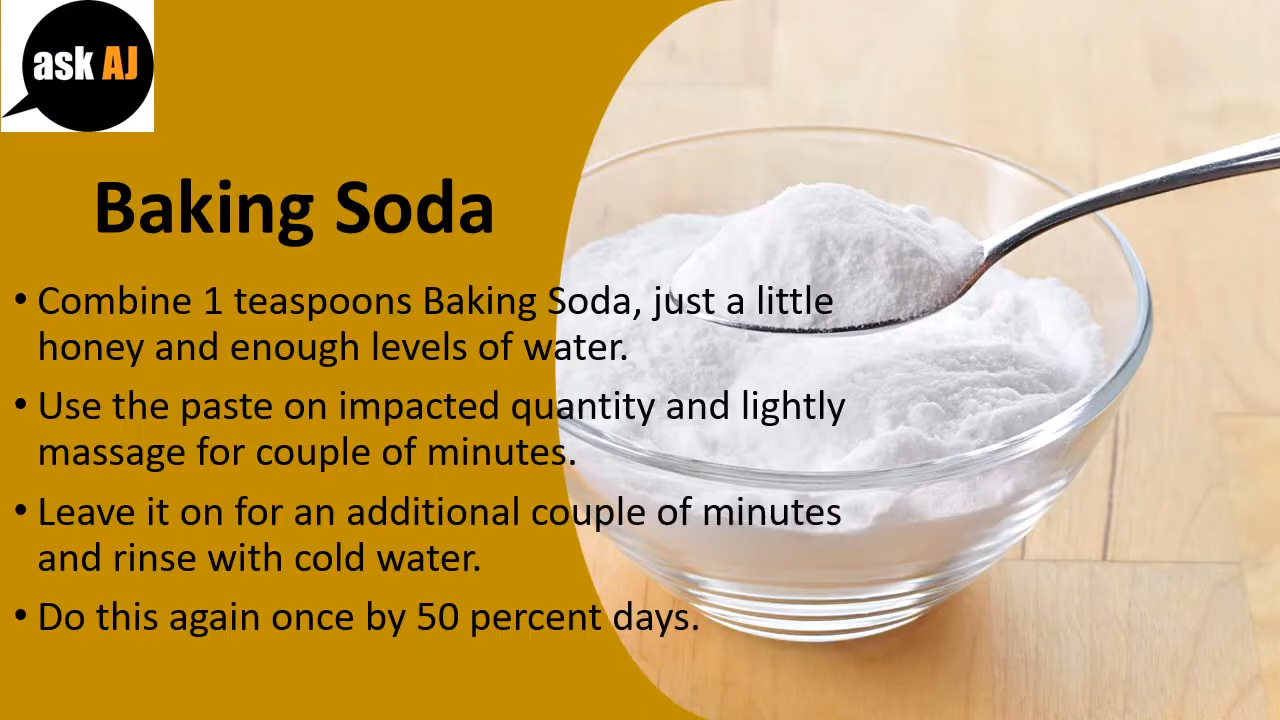 ask AJ
Baking Soda
• Combine 1 teaspoons Baking Soda, just a little
honey and enough levels of water.
• Use the paste on impacted quantity and lightly
massage for couple of minutes.
• Leave it on for an additional couple of minutes
and rinse with cold water.
• Do this again once by 50 percent days.